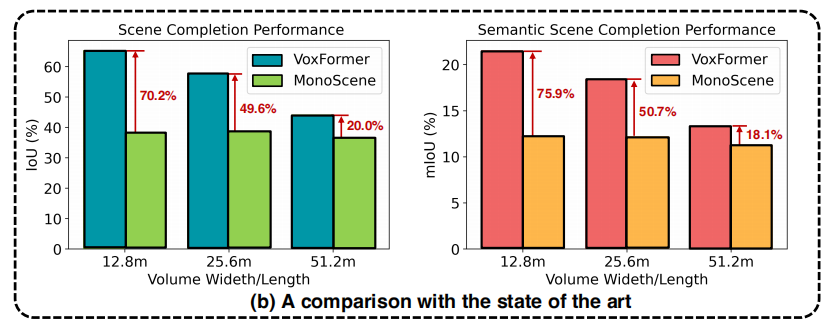 Scene Completion Performance
IoU (%)
60
50
40
30
20
10
0
VoxFormer
MonoScene
70.2%
49.6%
20.0%
12.8m
25.6m
51.2m
Volume Wideth/Length
Semantic Scene Completion Performance
mIoU (%)
20
15
10
5
0
VoxFormer
MonoScene
75.9%
50.7%
18.1%
12.8m
25.6m
51.2m
Volume Wideth/Length
(b) A comparison with the state of the art